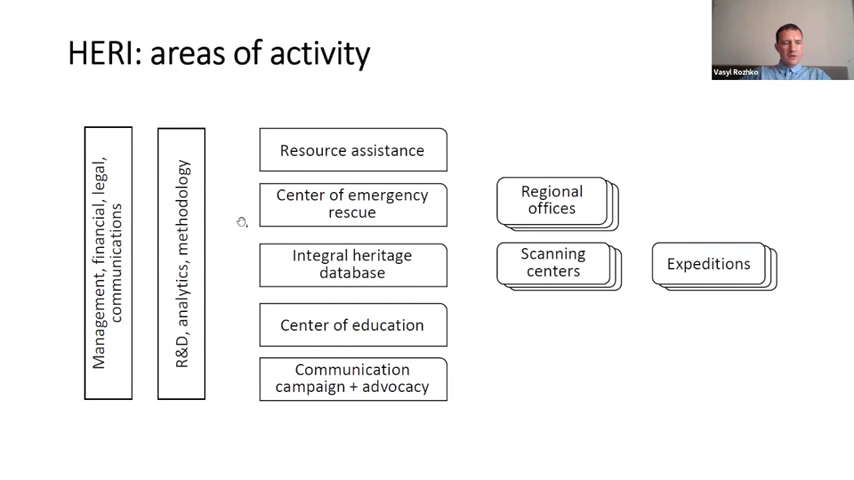 HERI: areas of activity
Vasyl Rozhko
Management, financial, legal,
communications
R&D, analytics, methodology
Resource assistance
Center of emergency
rescue
Regional
offices
Integral heritage
database
Scanning
centers
Expeditions
Center of education
Communication
campaign + advocacy